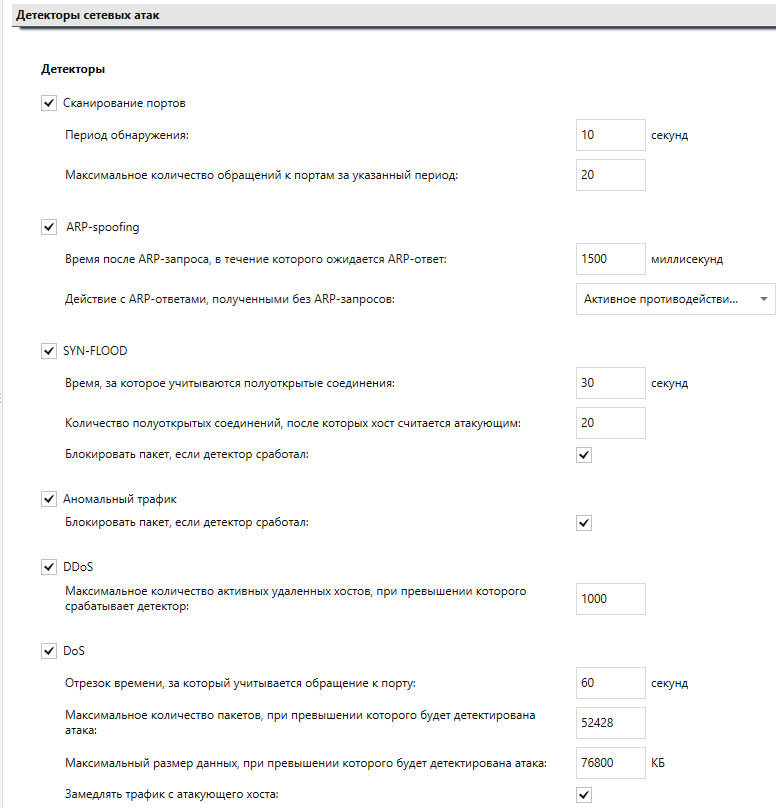 Детекторы сетевых атак
Детекторы
Сканирование портов
Период обнаружения: 10 секунд
Максимальное количество обращений к портам за указанный период: 20
ARP-spoofing
Время после ARP-запроса, в течение которого ожидается ARP-ответ: 1500 миллисекунд
Действие с ARP-ответами, полученными без ARP-запросов: Активное противодействи...
SYN-FLOOD
Время, за которое учитываются полуоткрытые соединения: 30 секунд
Количество полуоткрытых соединений, после которых хост считается атакующим: 20
Блокировать пакет, если детектор сработал:
Аномальный трафик
Блокировать пакет, если детектор сработал:
DDoS
Максимальное количество активных удаленных хостов, при превышении которого
срабатывает детектор: 1000
DoS
Отрезок времени, за который учитывается обращение к порту: 60 секунд
Максимальное количество пакетов, при превышении которого будет детектирована
атака: 52428
Максимальный размер данных, при превышении которого будет детектирована атака: 76800 КБ
Замедлять трафик с атакующего хоста: